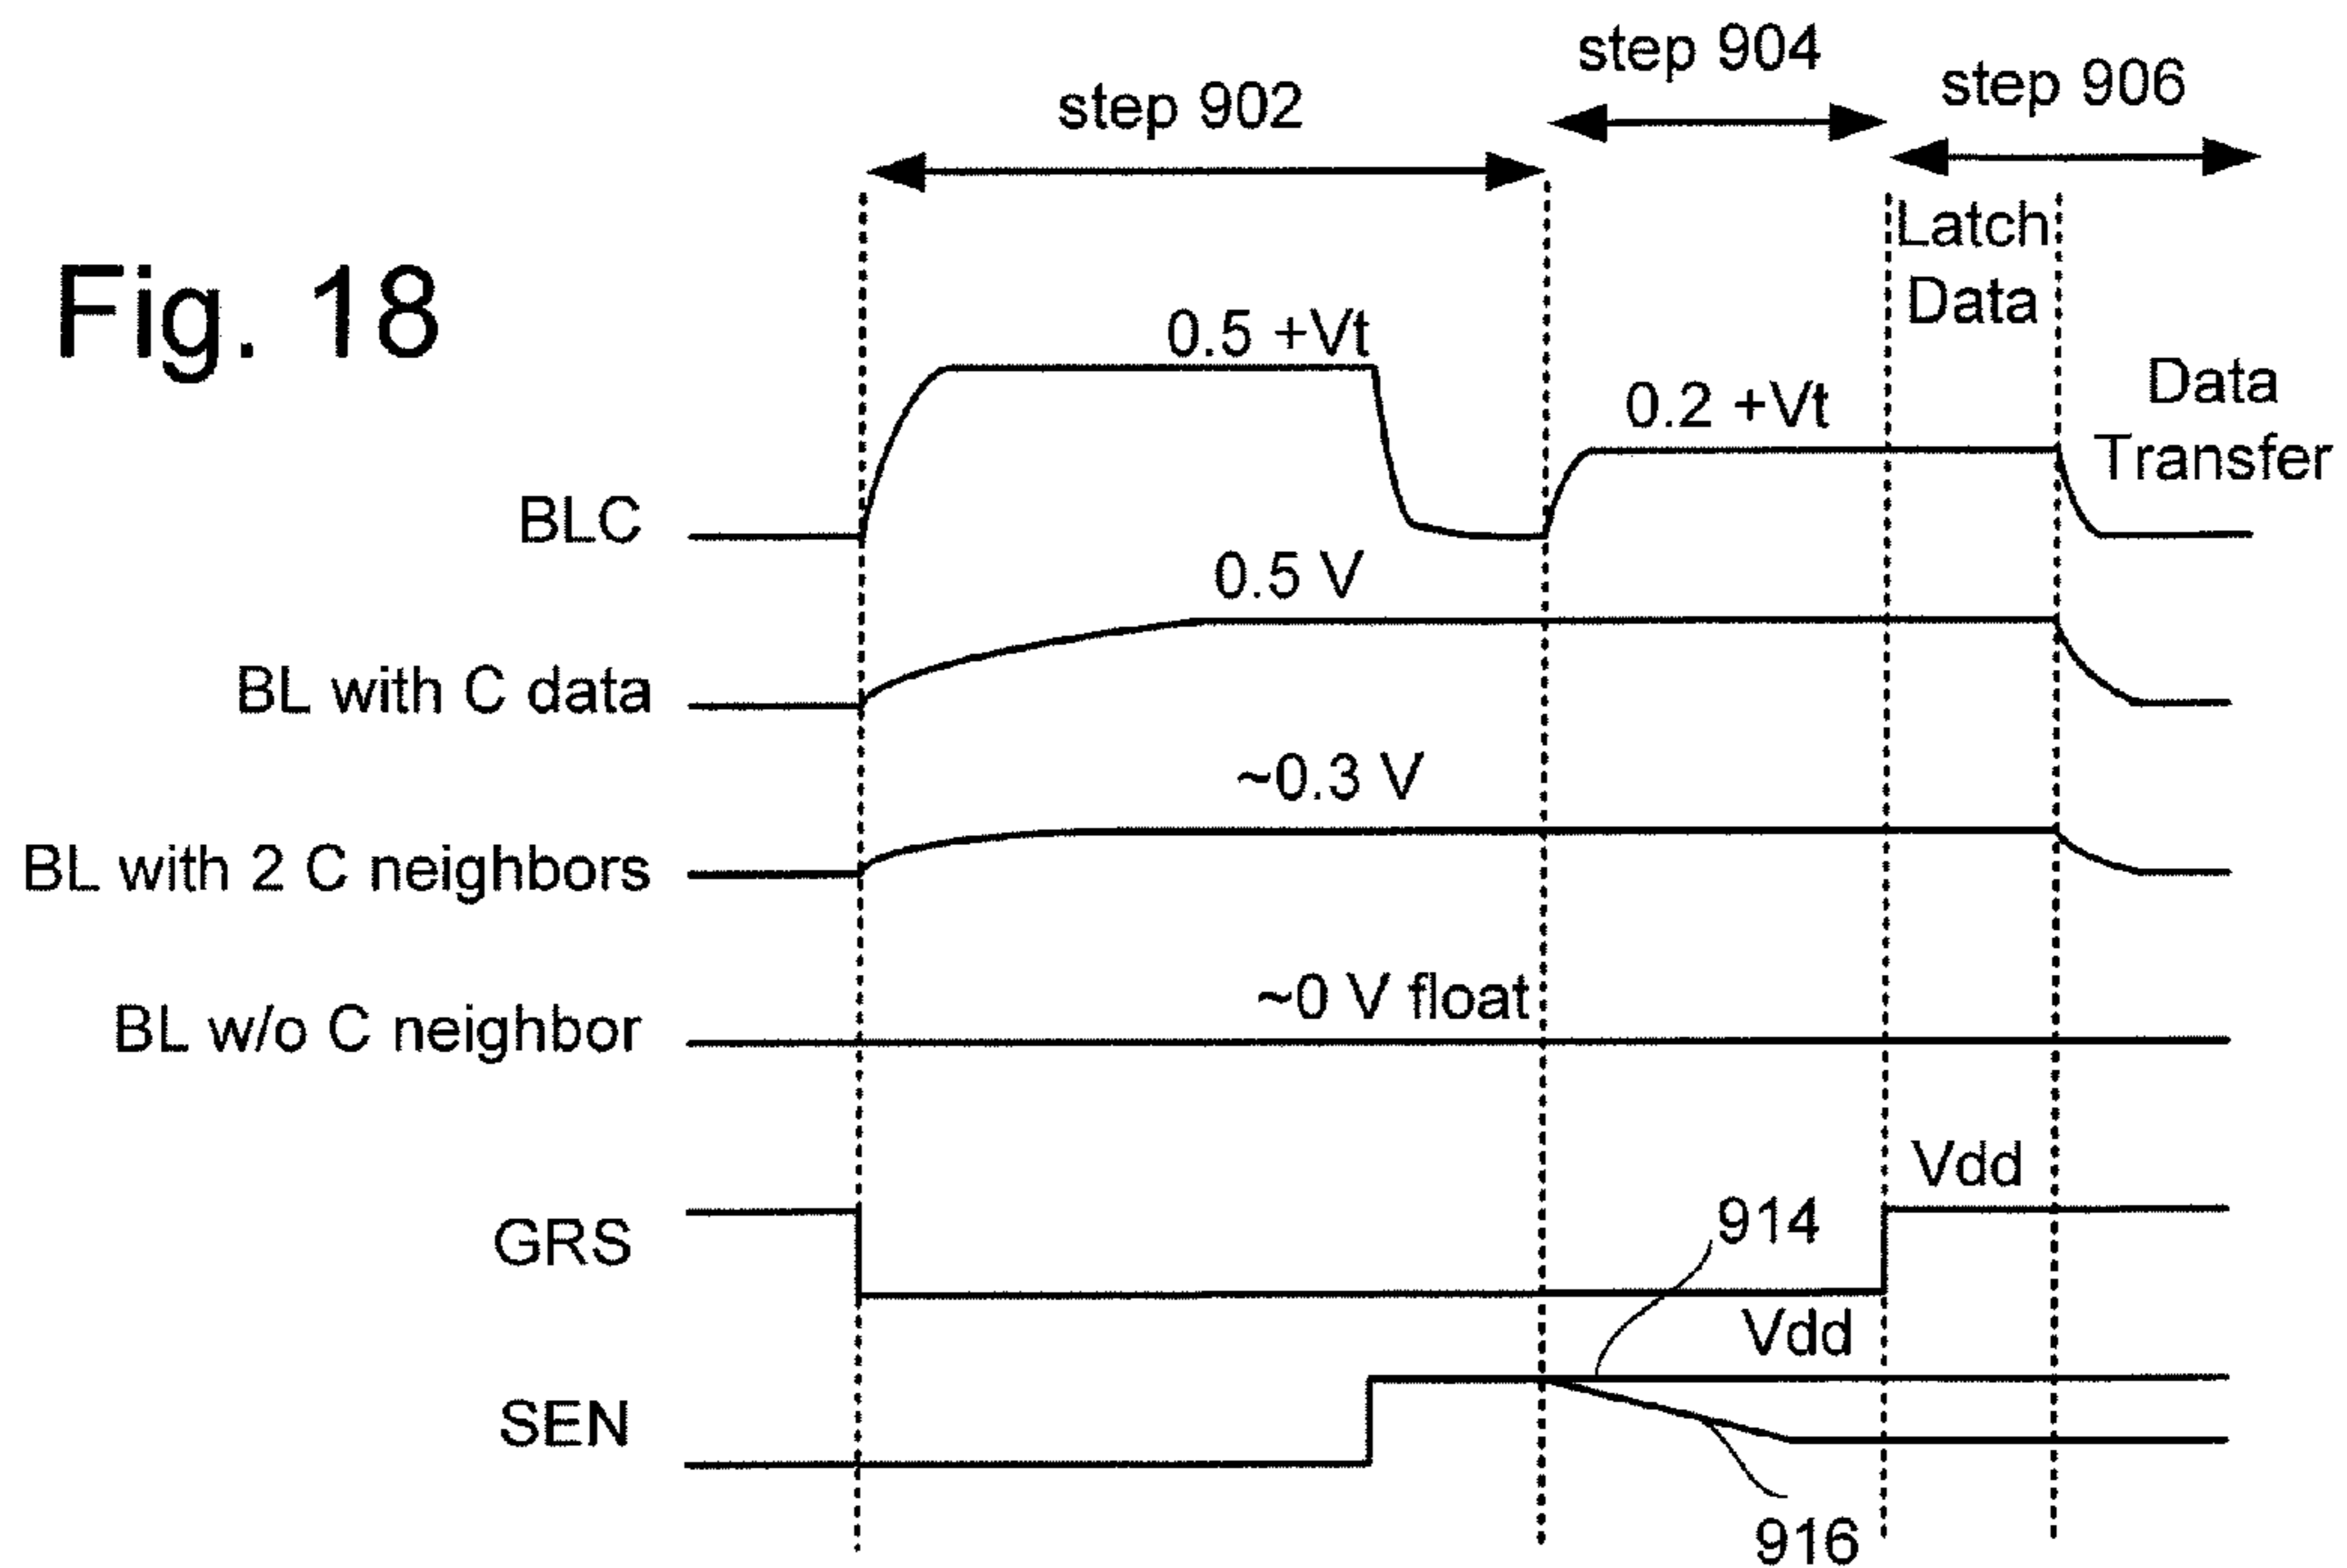 step 904
step 906
step 902
Fig. 18
Latch
Data
0.5 +Vt
0.2 +Vt
Data
Transfer
BLC
0.5 V
BL with C data
~0.3 V
BL with 2 C neighbors
~0 V float
BL w/o C neighbor
Vdd
914
GRS
Vdd
SEN
916